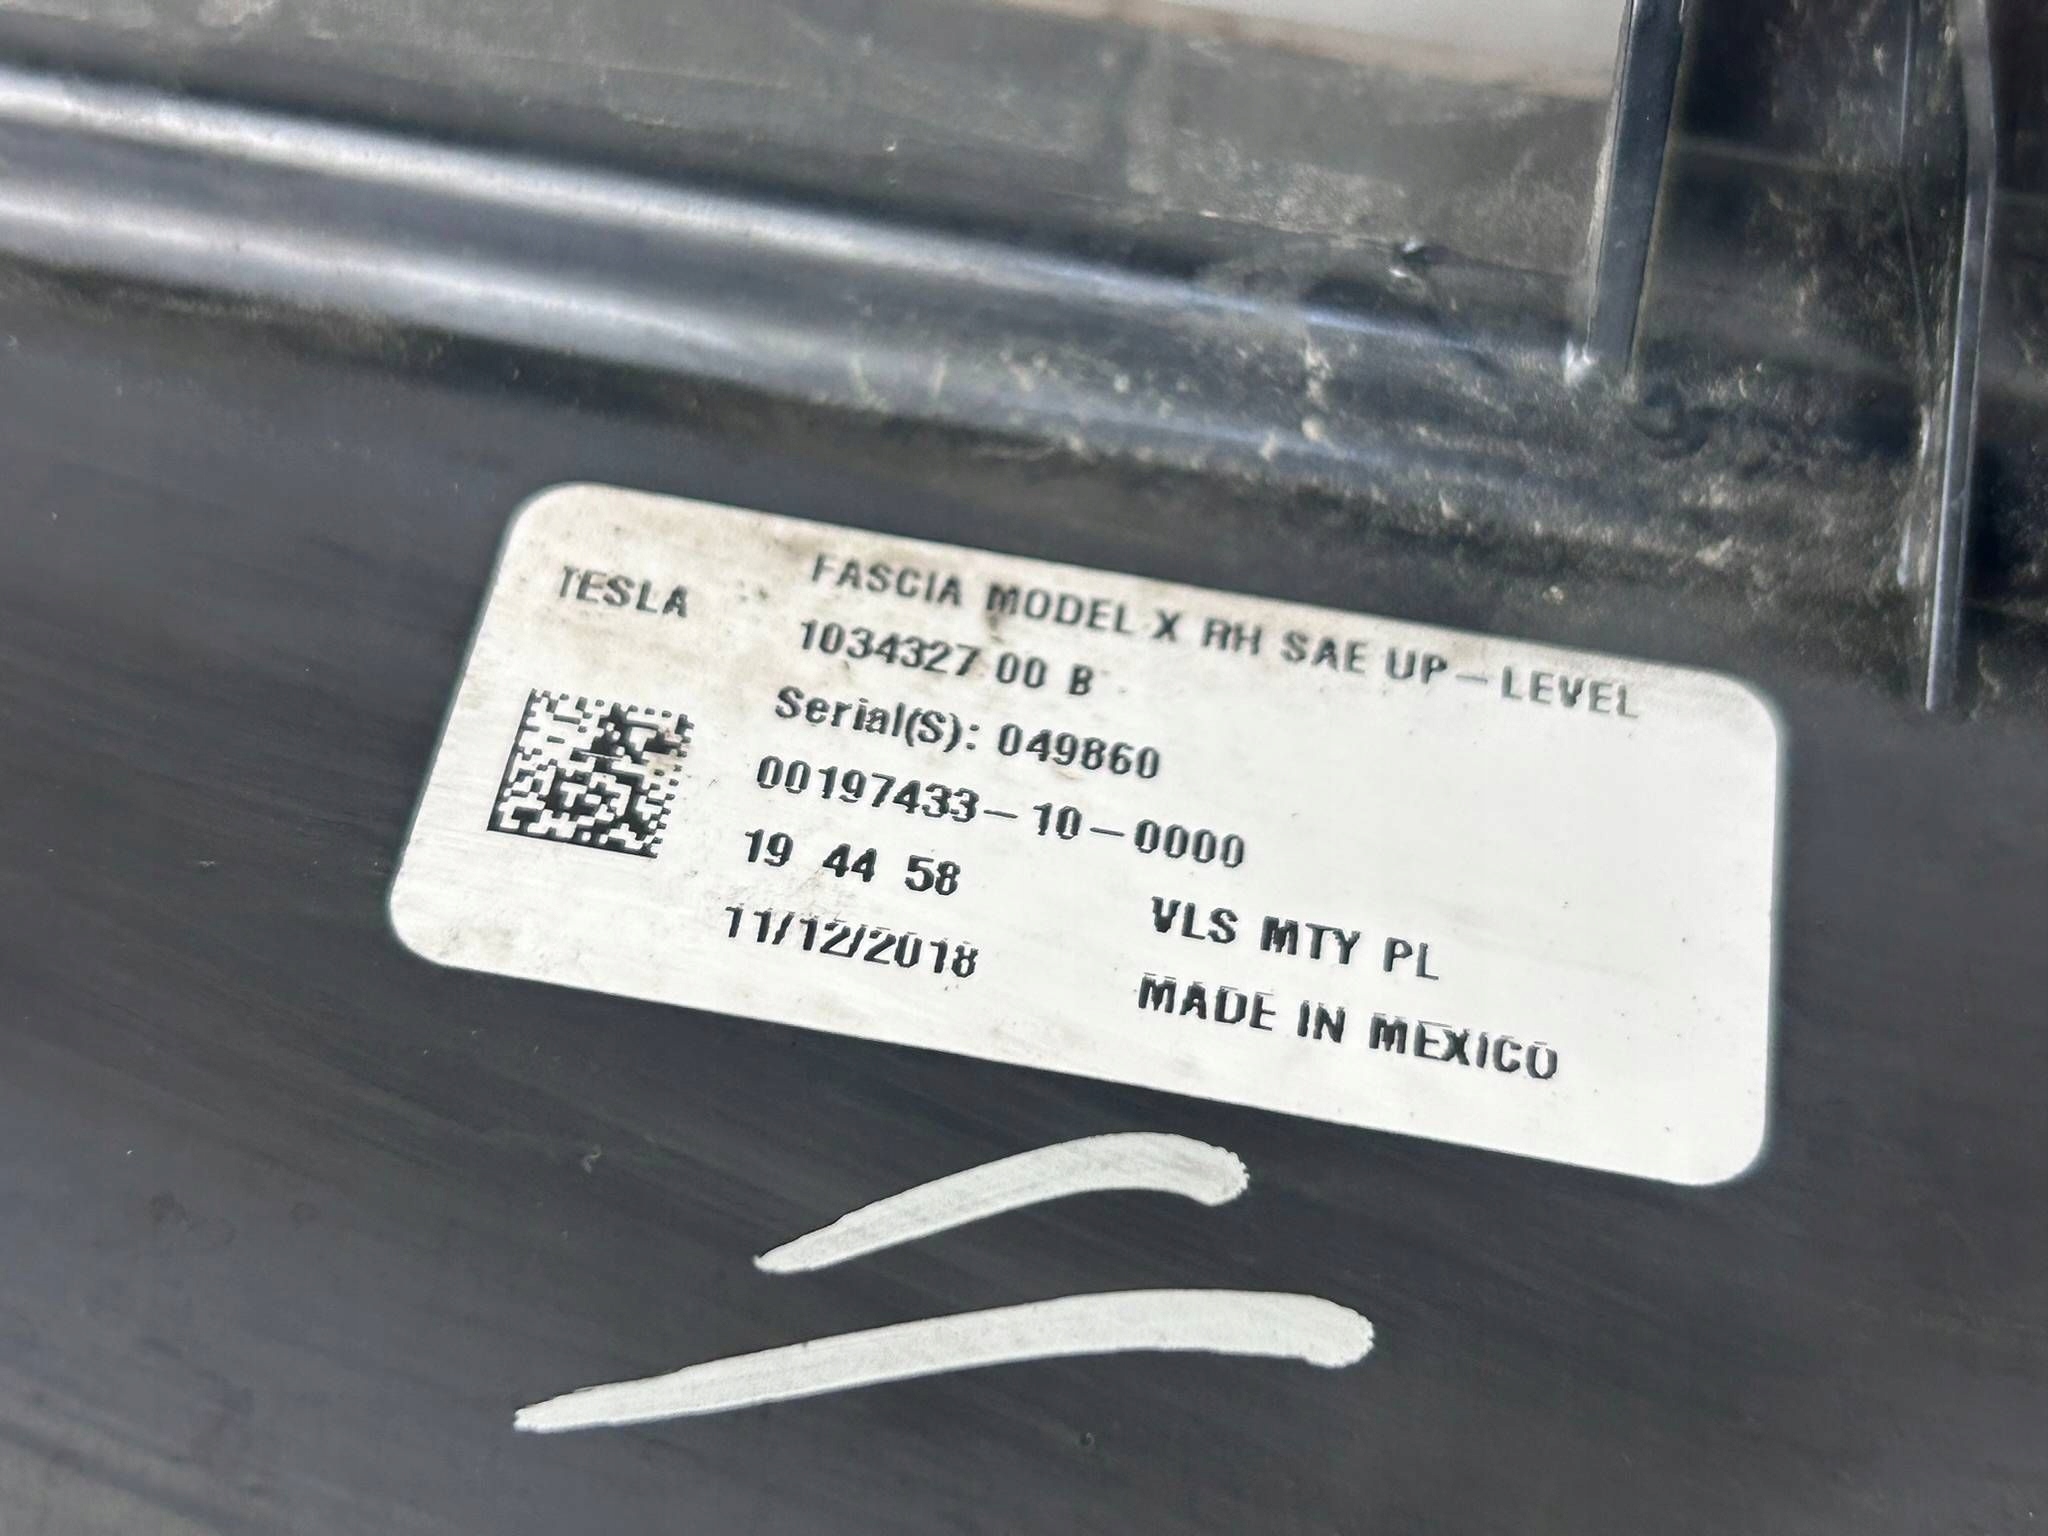 TESLA
FASCIA MODEL X RH SAE UP-LEVEL
1034327 00 B
Serial(S): 049860
00197433-10-0000
19 44 58
11/12/2018
VLS MTY PL
MADE IN MEXICO